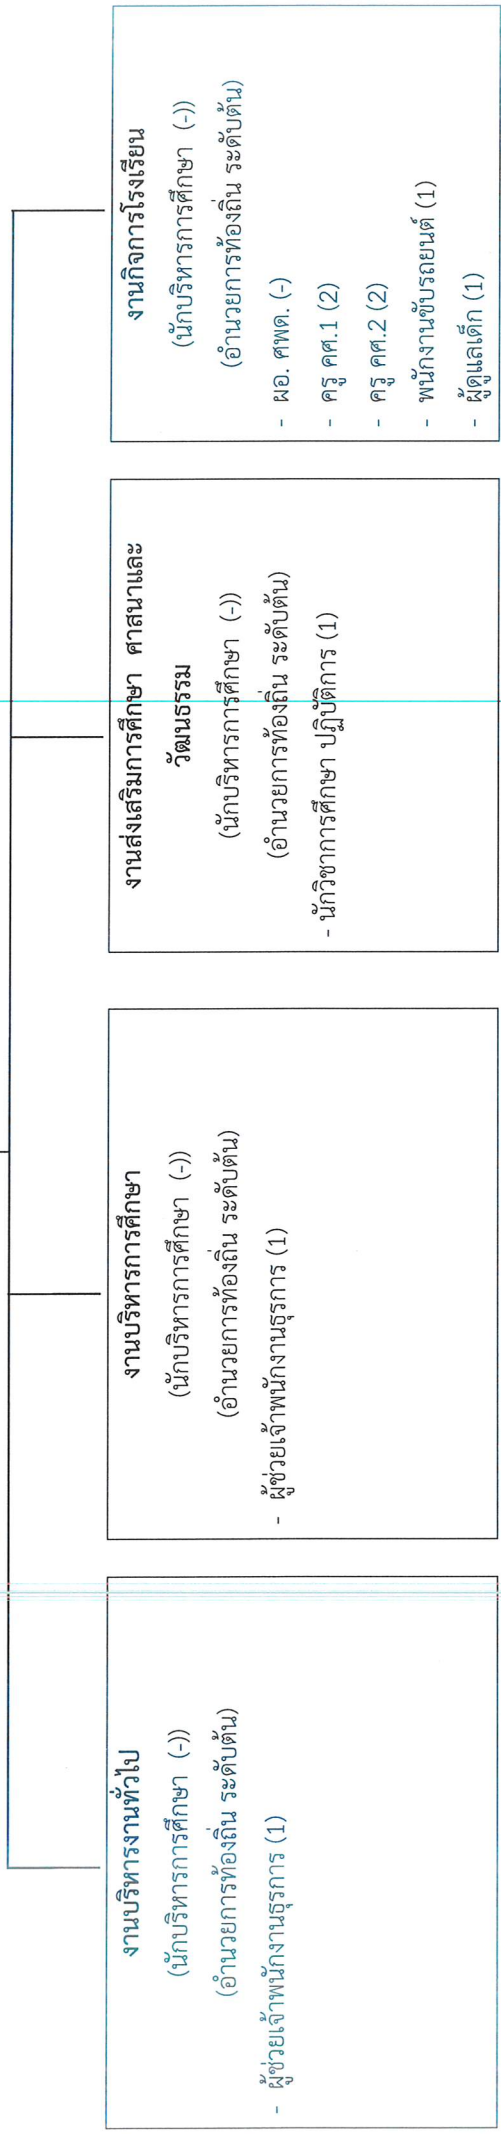 งานบริหารงานทั่วไป
(นักบริหารการศึกษา (-))
(อำนวยการท้องถิ่น ระดับต้น)
- ผู้ช่วยเจ้าพนักงานธุรการ (1)
งานบริหารการศึกษา
(นักบริหารการศึกษา (-))
(อำนวยการท้องถิ่น ระดับต้น)
- ผู้ช่วยเจ้าพนักงานธุรการ (1)
งานส่งเสริมการศึกษา ศาสนาและ
วัฒนธรรม
(นักบริหารการศึกษา (-))
(อำนวยการท้องถิ่น ระดับต้น)
- นักวิชาการศึกษา ปฏิบัติการ (1)
งานกิจการโรงเรียน
(นักบริหารการศึกษา (-))
(อำนวยการท้องถิ่น ระดับต้น)
- ผอ. ศพด. (-)
- ครู คศ.1 (2)
- ครู คศ.2 (2)
- พนักงานขับรถยนต์ (1)
- ผู้ดูแลเด็ก (1)